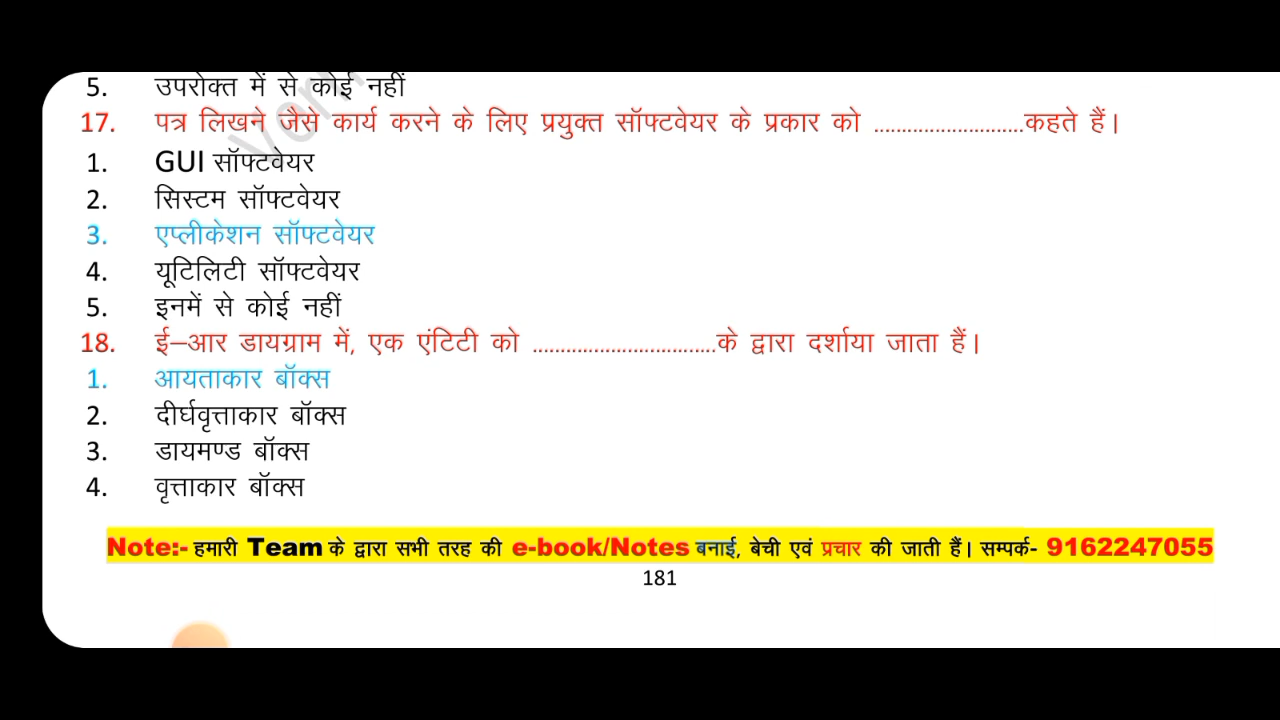 5. उपरोक्त में से कोई नहीं
17. पत्र लिखने जैसे कार्य करने के लिए प्रयुक्त सॉफ्टवेयर के प्रकार को ...........................कहते हैं।
1. GUI सॉफ्टवेयर
2. सिस्टम सॉफ्टवेयर
3. एप्लीकेशन सॉफ्टवेयर
4. यूटिलिटी सॉफ्टवेयर
5. इनमें से कोई नहीं
18. ई–आर डायग्राम में, एक एंटिटी को .................................के द्वारा दर्शाया जाता हैं।
1. आयताकार बॉक्स
2. दीर्घवृत्ताकार बॉक्स
3. डायमण्ड बॉक्स
4. वृत्ताकार बॉक्स
Note:- हमारी Team के द्वारा सभी तरह की e-book/Notes बनाई, बेची एवं प्रचार की जाती हैं। सम्पर्क- 9162247055
181